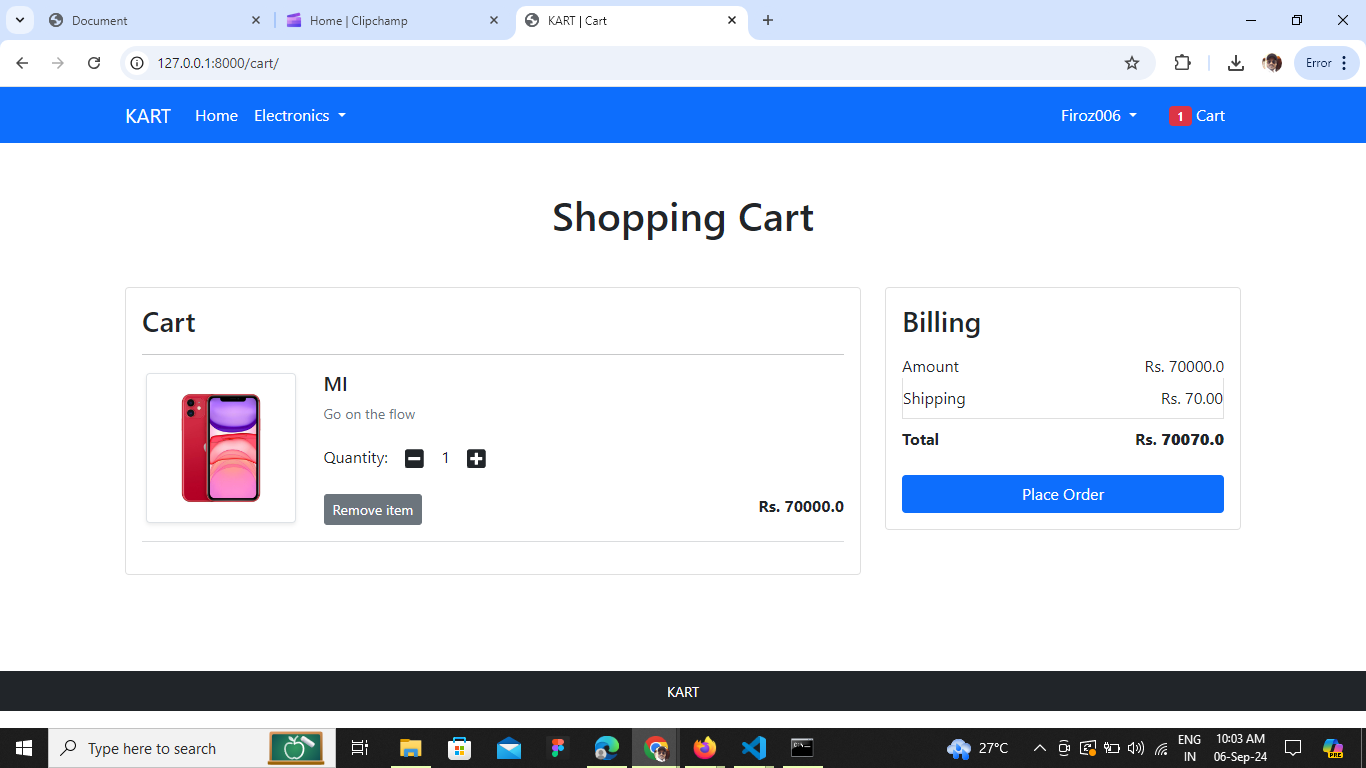 Document
Home | Clipchamp
KART | Cart
127.0.0.1:8000/cart/
Error
KART
Home
Electronics
Firoz006
1 Cart
Shopping Cart
Cart
MI
Go on the flow
Quantity: 1
Remove item
Rs. 70000.0
Billing
Amount Rs. 70000.0
Shipping Rs. 70.00
Total Rs. 70070.0
Place Order
KART
Type here to search
27°C
ENG
IN
10:03 AM
06-Sep-24
PRE